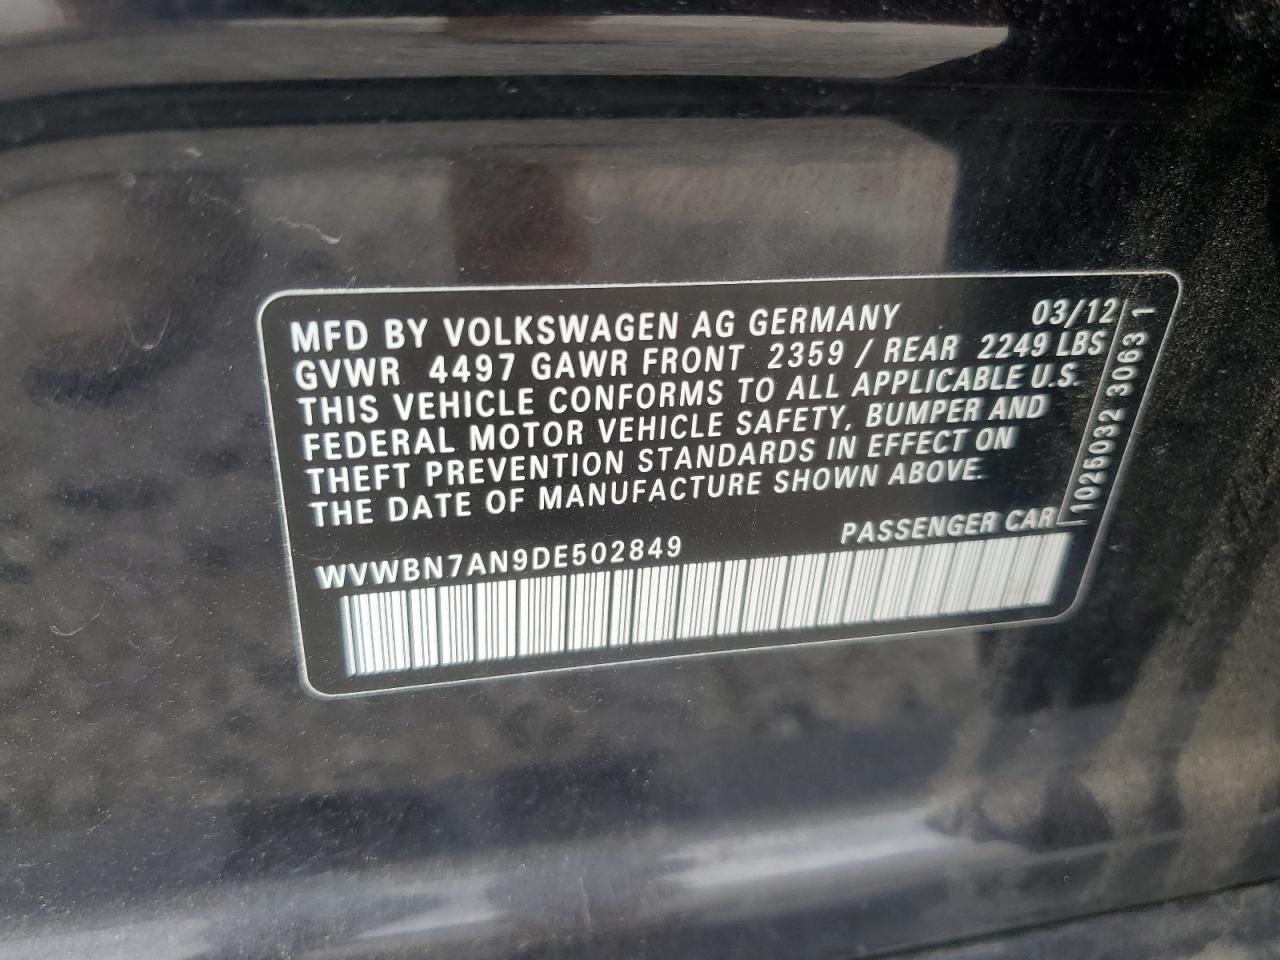 MFD BY VOLKSWAGEN AG GERMANY 03/12
GVWR 4497 GAWR FRONT 2359 / REAR 2249 LBS
THIS VEHICLE CONFORMS TO ALL APPLICABLE U.S.
FEDERAL MOTOR VEHICLE SAFETY, BUMPER AND
THEFT PREVENTION STANDARDS IN EFFECT ON
THE DATE OF MANUFACTURE SHOWN ABOVE.
PASSENGER CAR
WVWBN7AN9DE502849
1025032 3063 1